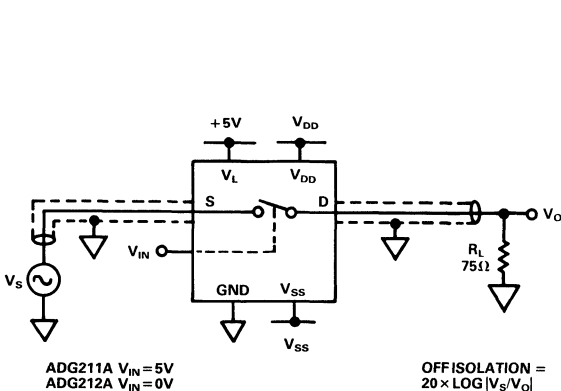 +5V
VDD
VL
VDD
S
D
VO
VIN
RL
75Ω
VS
GND
VSS
VSS
ADG211A VIN=5V
ADG212A VIN=0V
OFF ISOLATION =
20 × LOG|VS/VO|